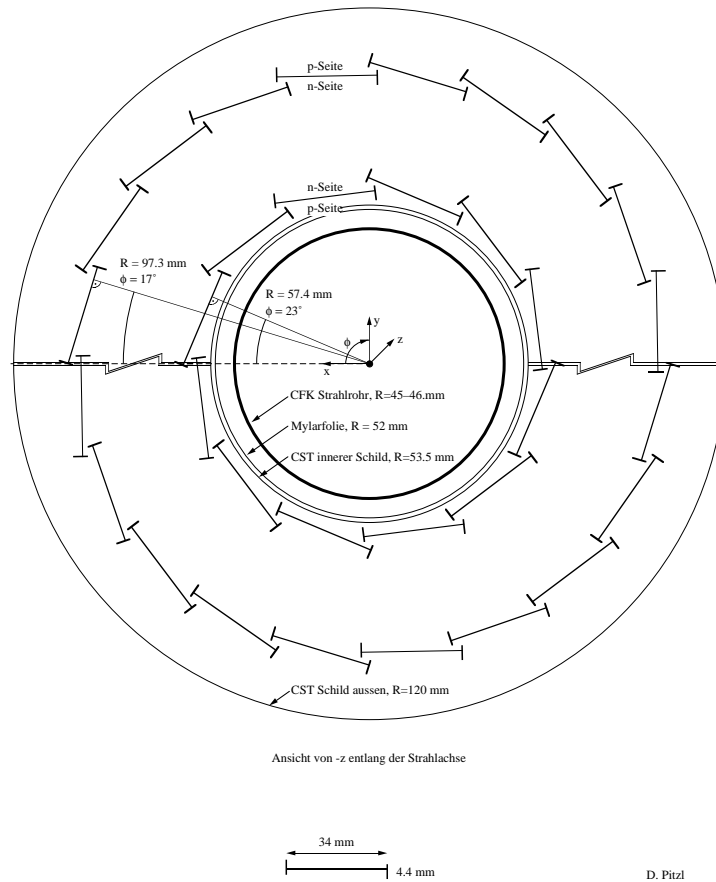 p-Seite
n-Seite
n-Seite
p-Seite
R = 97.3 mm
ϕ = 17°
R = 57.4 mm
ϕ = 23°
ϕ
y
z
x
CFK Strahlrohr, R=45–46.mm
Mylarfolie, R = 52 mm
CST innerer Schild, R=53.5 mm
CST Schild aussen, R=120 mm
Ansicht von -z entlang der Strahlachse
34 mm
4.4 mm
D. Pitzl